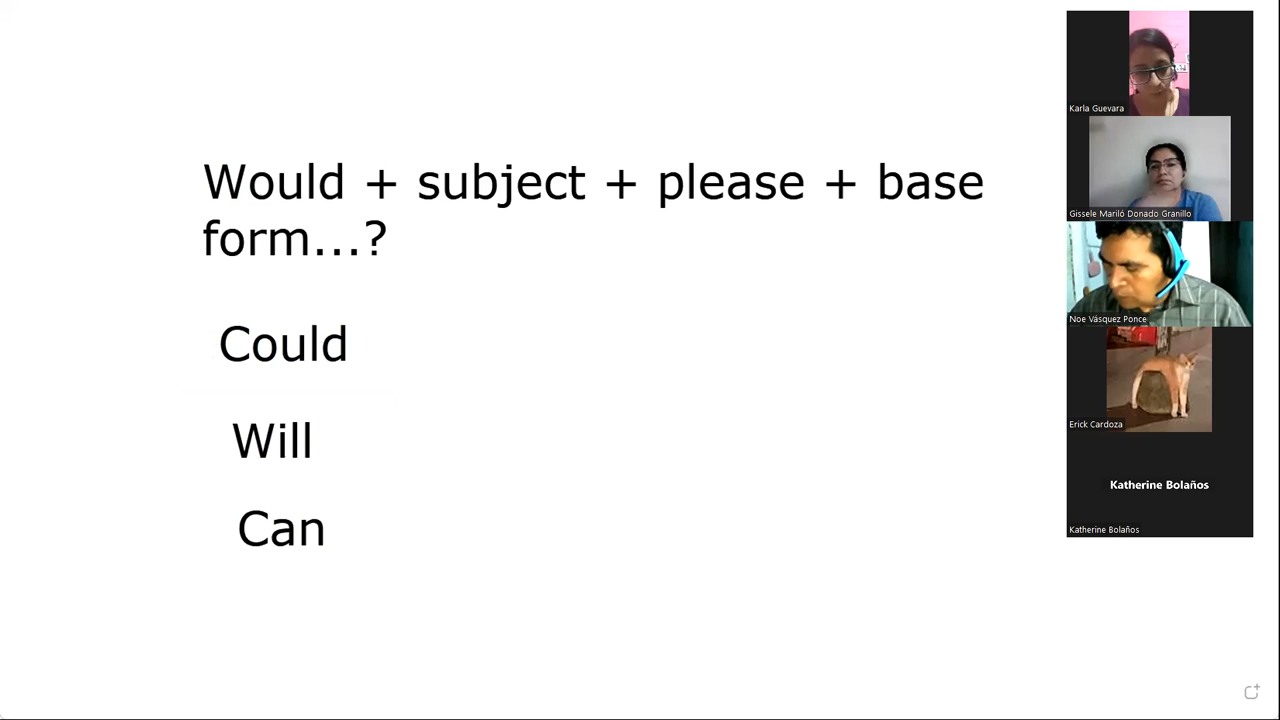 Would + subject + please + base
form...?
Could
Will
Can
Karla Guevara
Gissele Mariló Donado Granillo
Noe Vásquez Ponce
Erick Cardoza
Katherine Bolaños
Katherine Bolaños